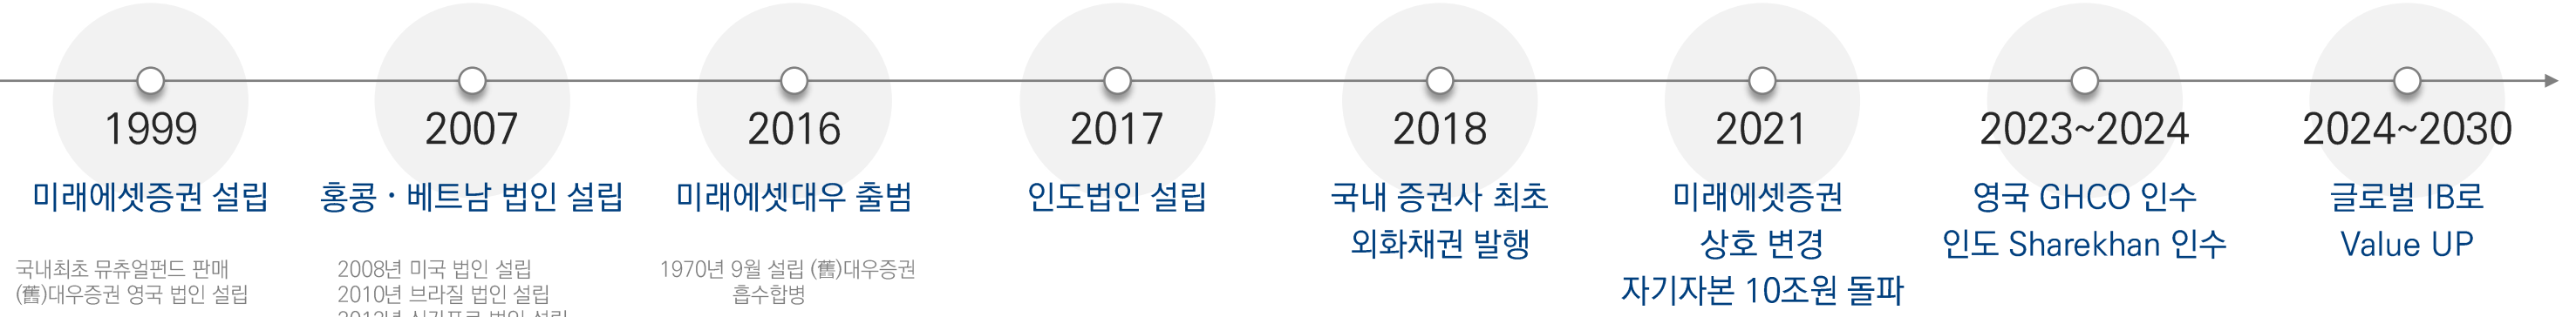 1999
미래에셋증권 설립
국내최초 뮤츄얼펀드 판매
(舊)대우증권 영국 법인 설립
2007
홍콩 · 베트남 법인 설립
2008년 미국 법인 설립
2010년 브라질 법인 설립
2016
미래에셋대우 출범
1970년 9월 설립 (舊)대우증권
흡수합병
2017
인도법인 설립
2018
국내 증권사 최초
외화채권 발행
2021
미래에셋증권
상호 변경
자기자본 10조원 돌파
2023~2024
영국 GHCO 인수
인도 Sharekhan 인수
2024~2030
글로벌 IB로
Value UP